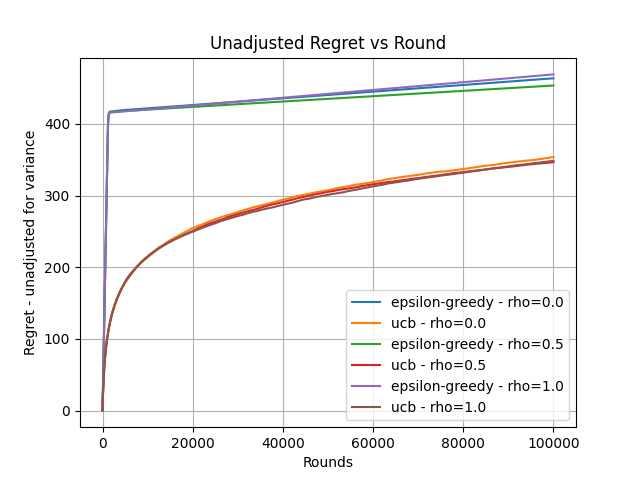 Unadjusted Regret vs Round
Regret - unadjusted for variance
400
300
200
100
0
epsilon-greedy - rho=0.0
ucb - rho=0.0
epsilon-greedy - rho=0.5
ucb - rho=0.5
epsilon-greedy - rho=1.0
ucb - rho=1.0
0 20000 40000 60000 80000 100000
Rounds